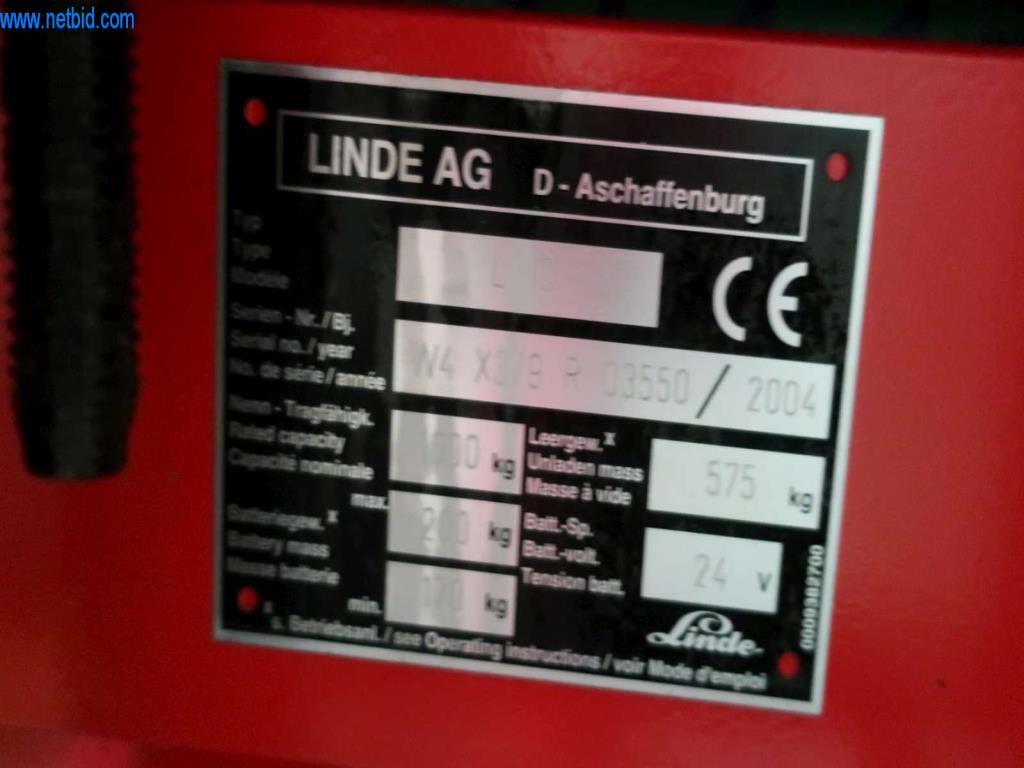 www.netbid.com
LINDE AG D - Aschaffenburg
Typ
Type
Modèle
Serien - Nr. / Bj.
Serial no. / year
No. de série / année
R 03550 / 2004
Nenn - Tragfähigk.
Rated capacity
Capacité nominale
kg
Leergew. x
Unladen mass
Masse à vide
575 kg
max.
Batteriegew. x
Battery mass
Masse batterie
200 kg
min.
kg
Batt.-Sp.
Batt.-volt.
Tension batt.
24 V
x
s. Betriebsanl. / see Operating instructions / voir Mode d'emploi
Linde
0009382700